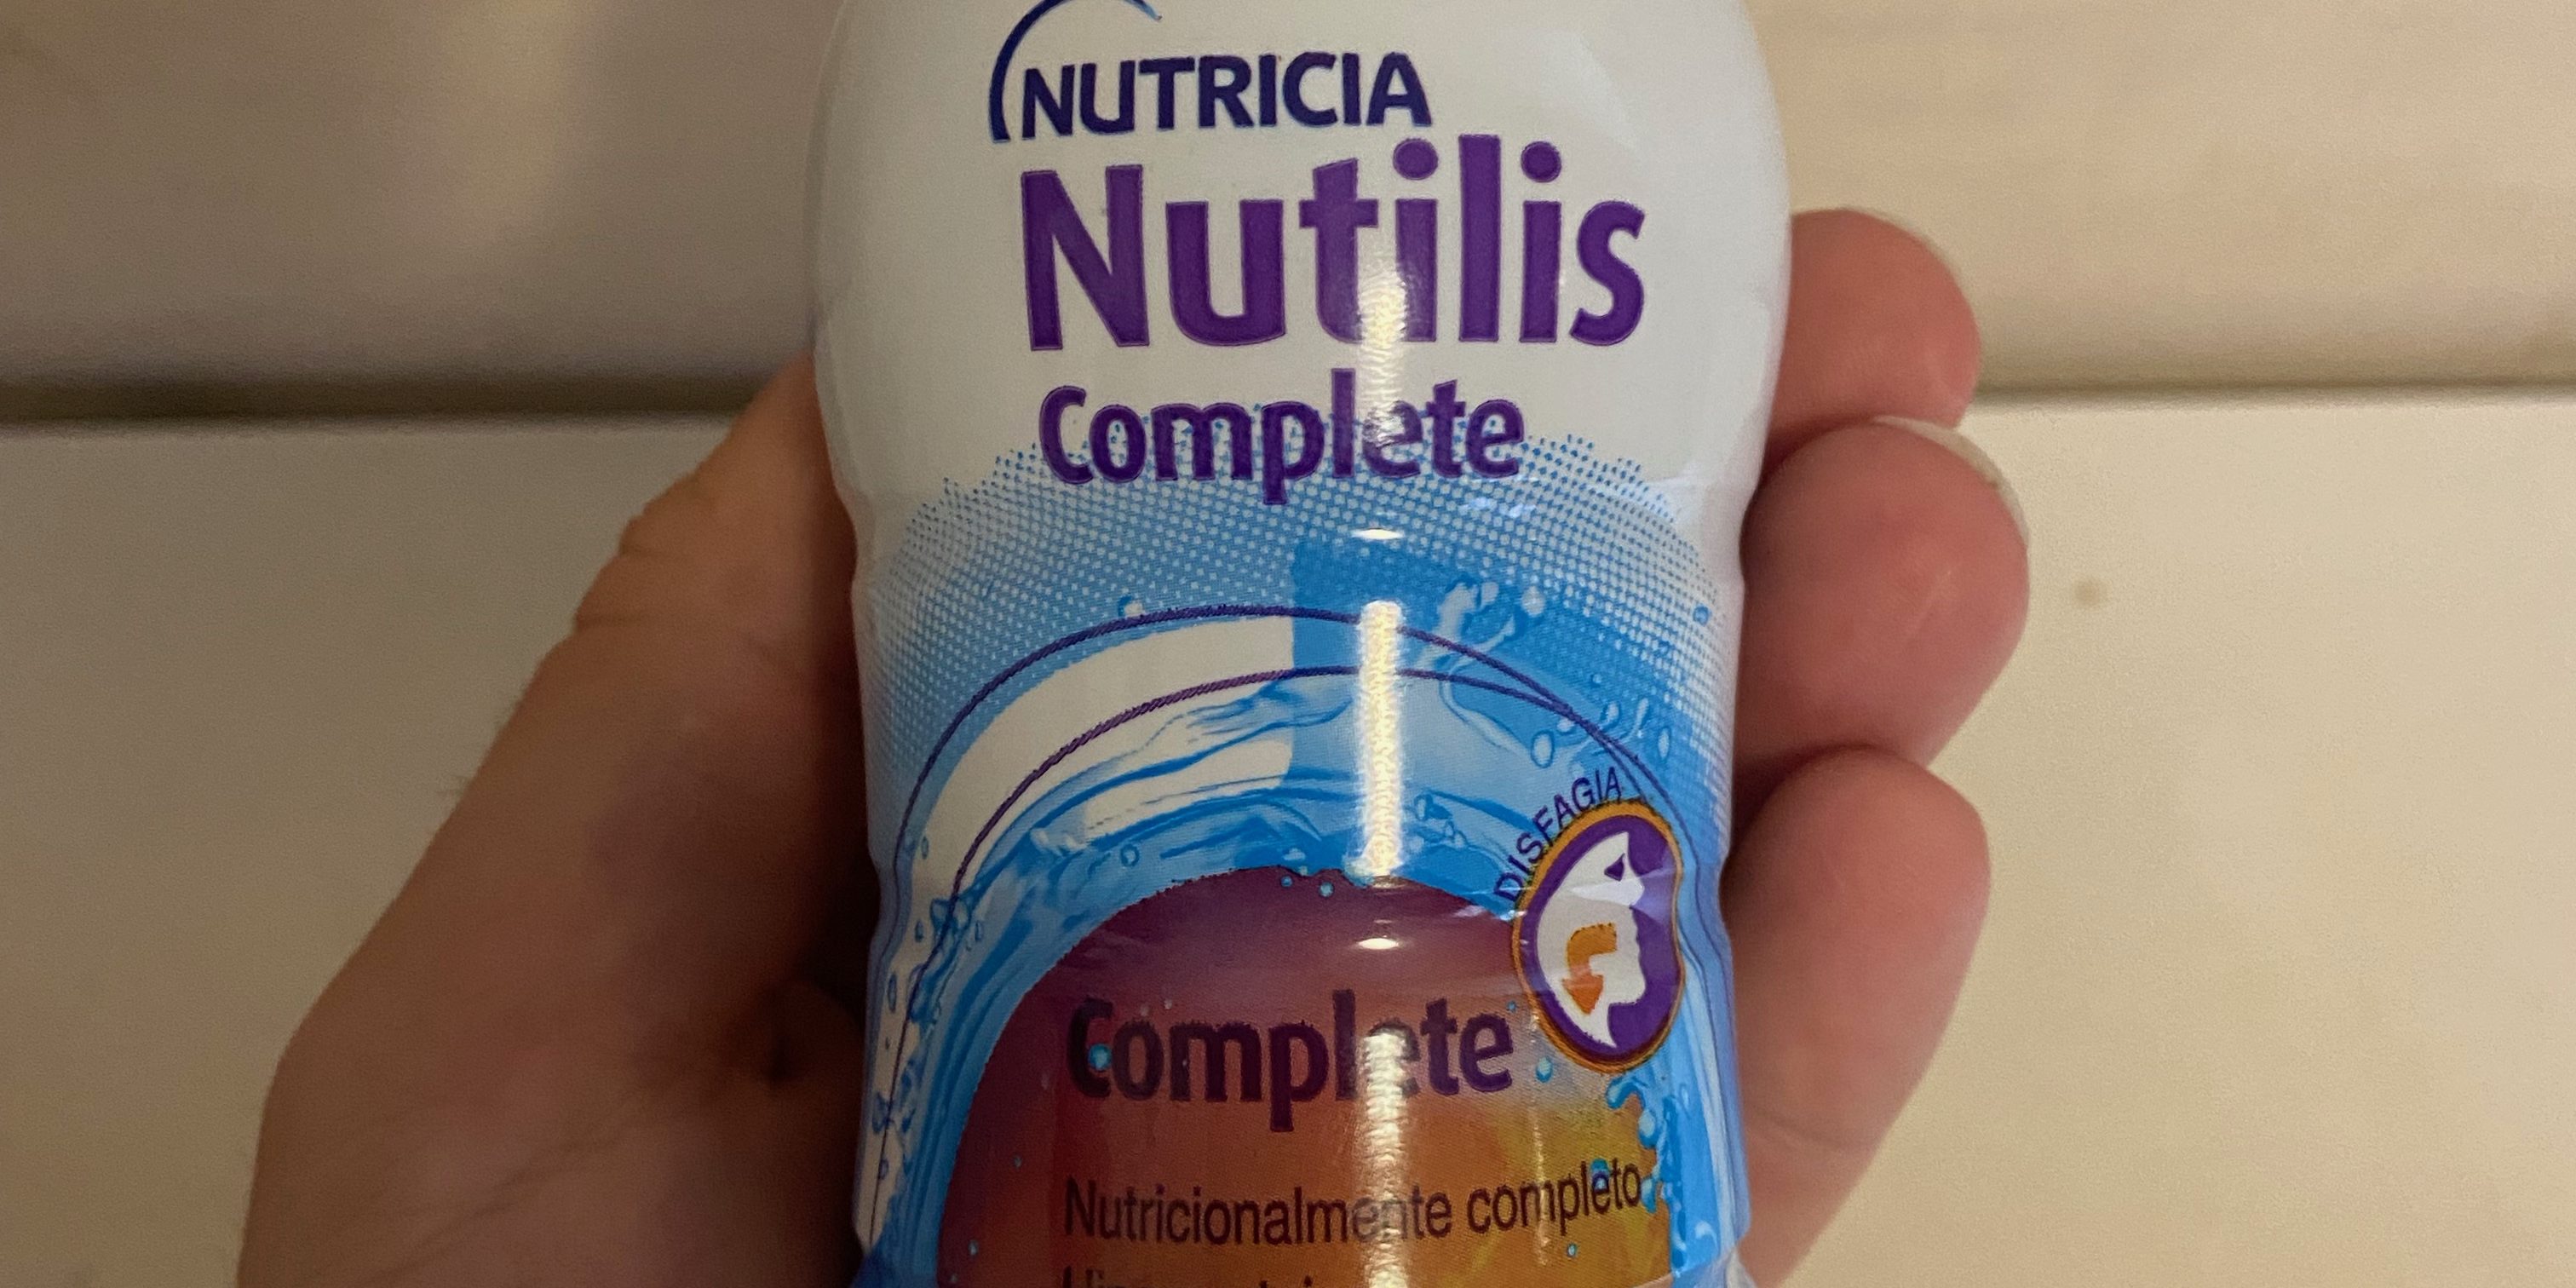 NUTRICIA
Nutilis
Complete
DISFAGIA
Complete
Nutricionalmente completo